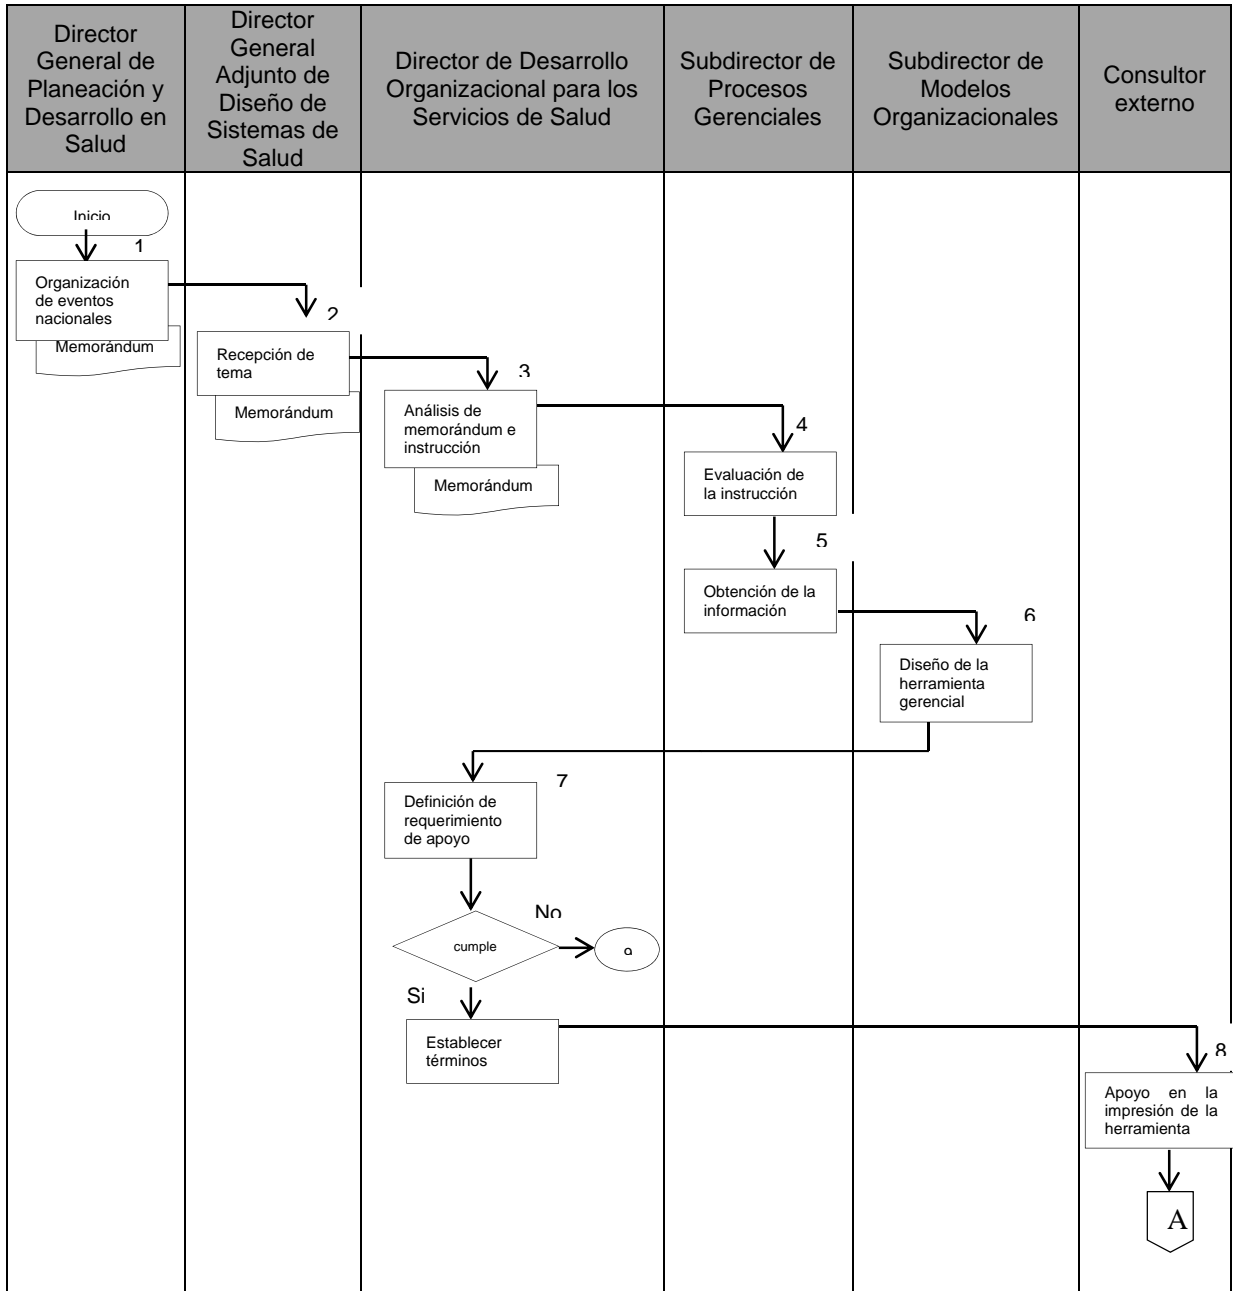 Director
General de
Planeación y
Desarrollo en
Salud
Director
General
Adjunto de
Diseño de
Sistemas de
Salud
Director de Desarrollo
Organizacional para los
Servicios de Salud
Subdirector de
Procesos
Gerenciales
Subdirector de
Modelos
Organizacionales
Consultor
externo
Inicio
1
Organización
de eventos
nacionales
Memorándum
2
Recepción de
tema
Memorándum
3
Análisis de
memorándum e
instrucción
Memorándum
4
Evaluación de
la instrucción
5
Obtención de la
información
6
Diseño de la
herramienta
gerencial
7
Definición de
requerimiento
de apoyo
cumple
No
9
Si
Establecer
términos
8
Apoyo en la
impresión de la
herramienta
A